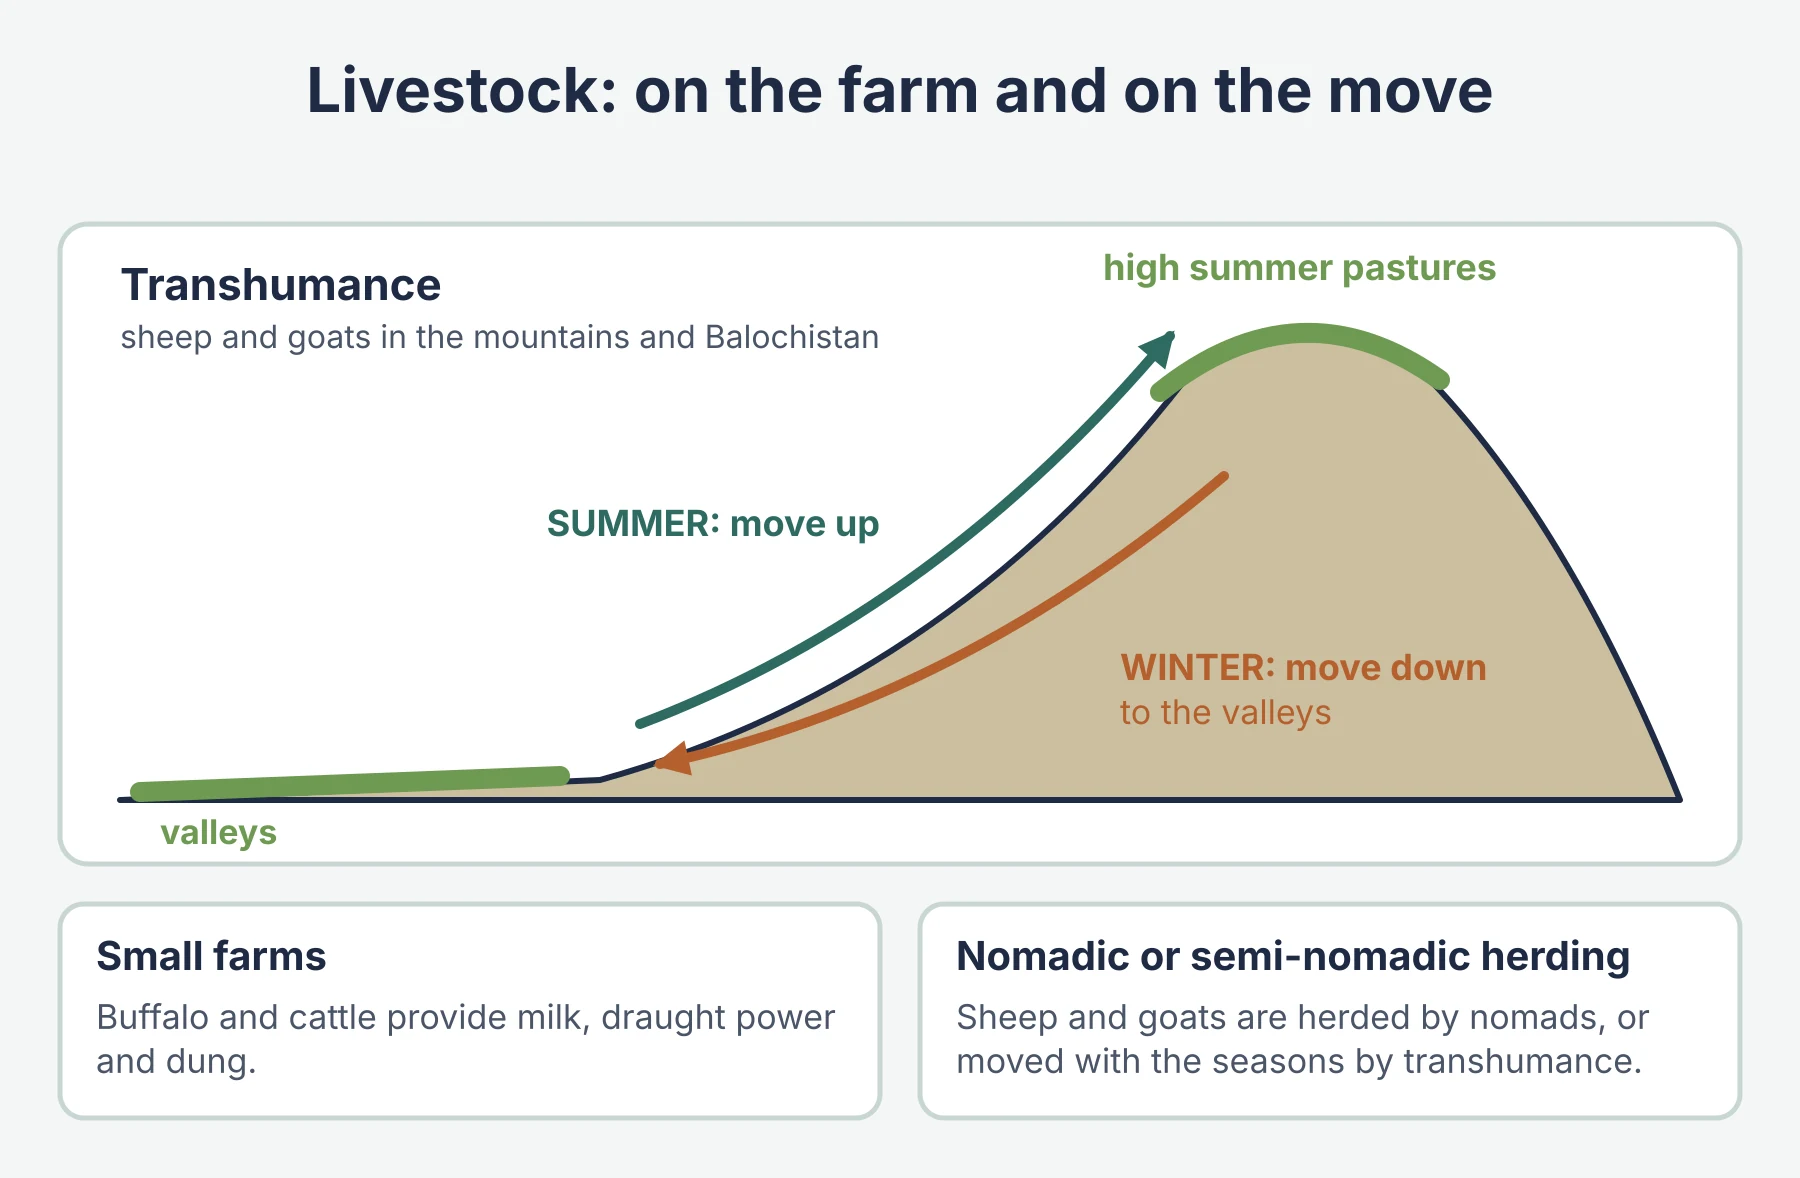 Livestock: on the farm and on the move
Transhumance
sheep and goats in the mountains and Balochistan
high summer pastures
SUMMER: move up
WINTER: move down
to the valleys
valleys
Small farms
Buffalo and cattle provide milk, draught power
and dung.
Nomadic or semi-nomadic herding
Sheep and goats are herded by nomads, or
moved with the seasons by transhumance.